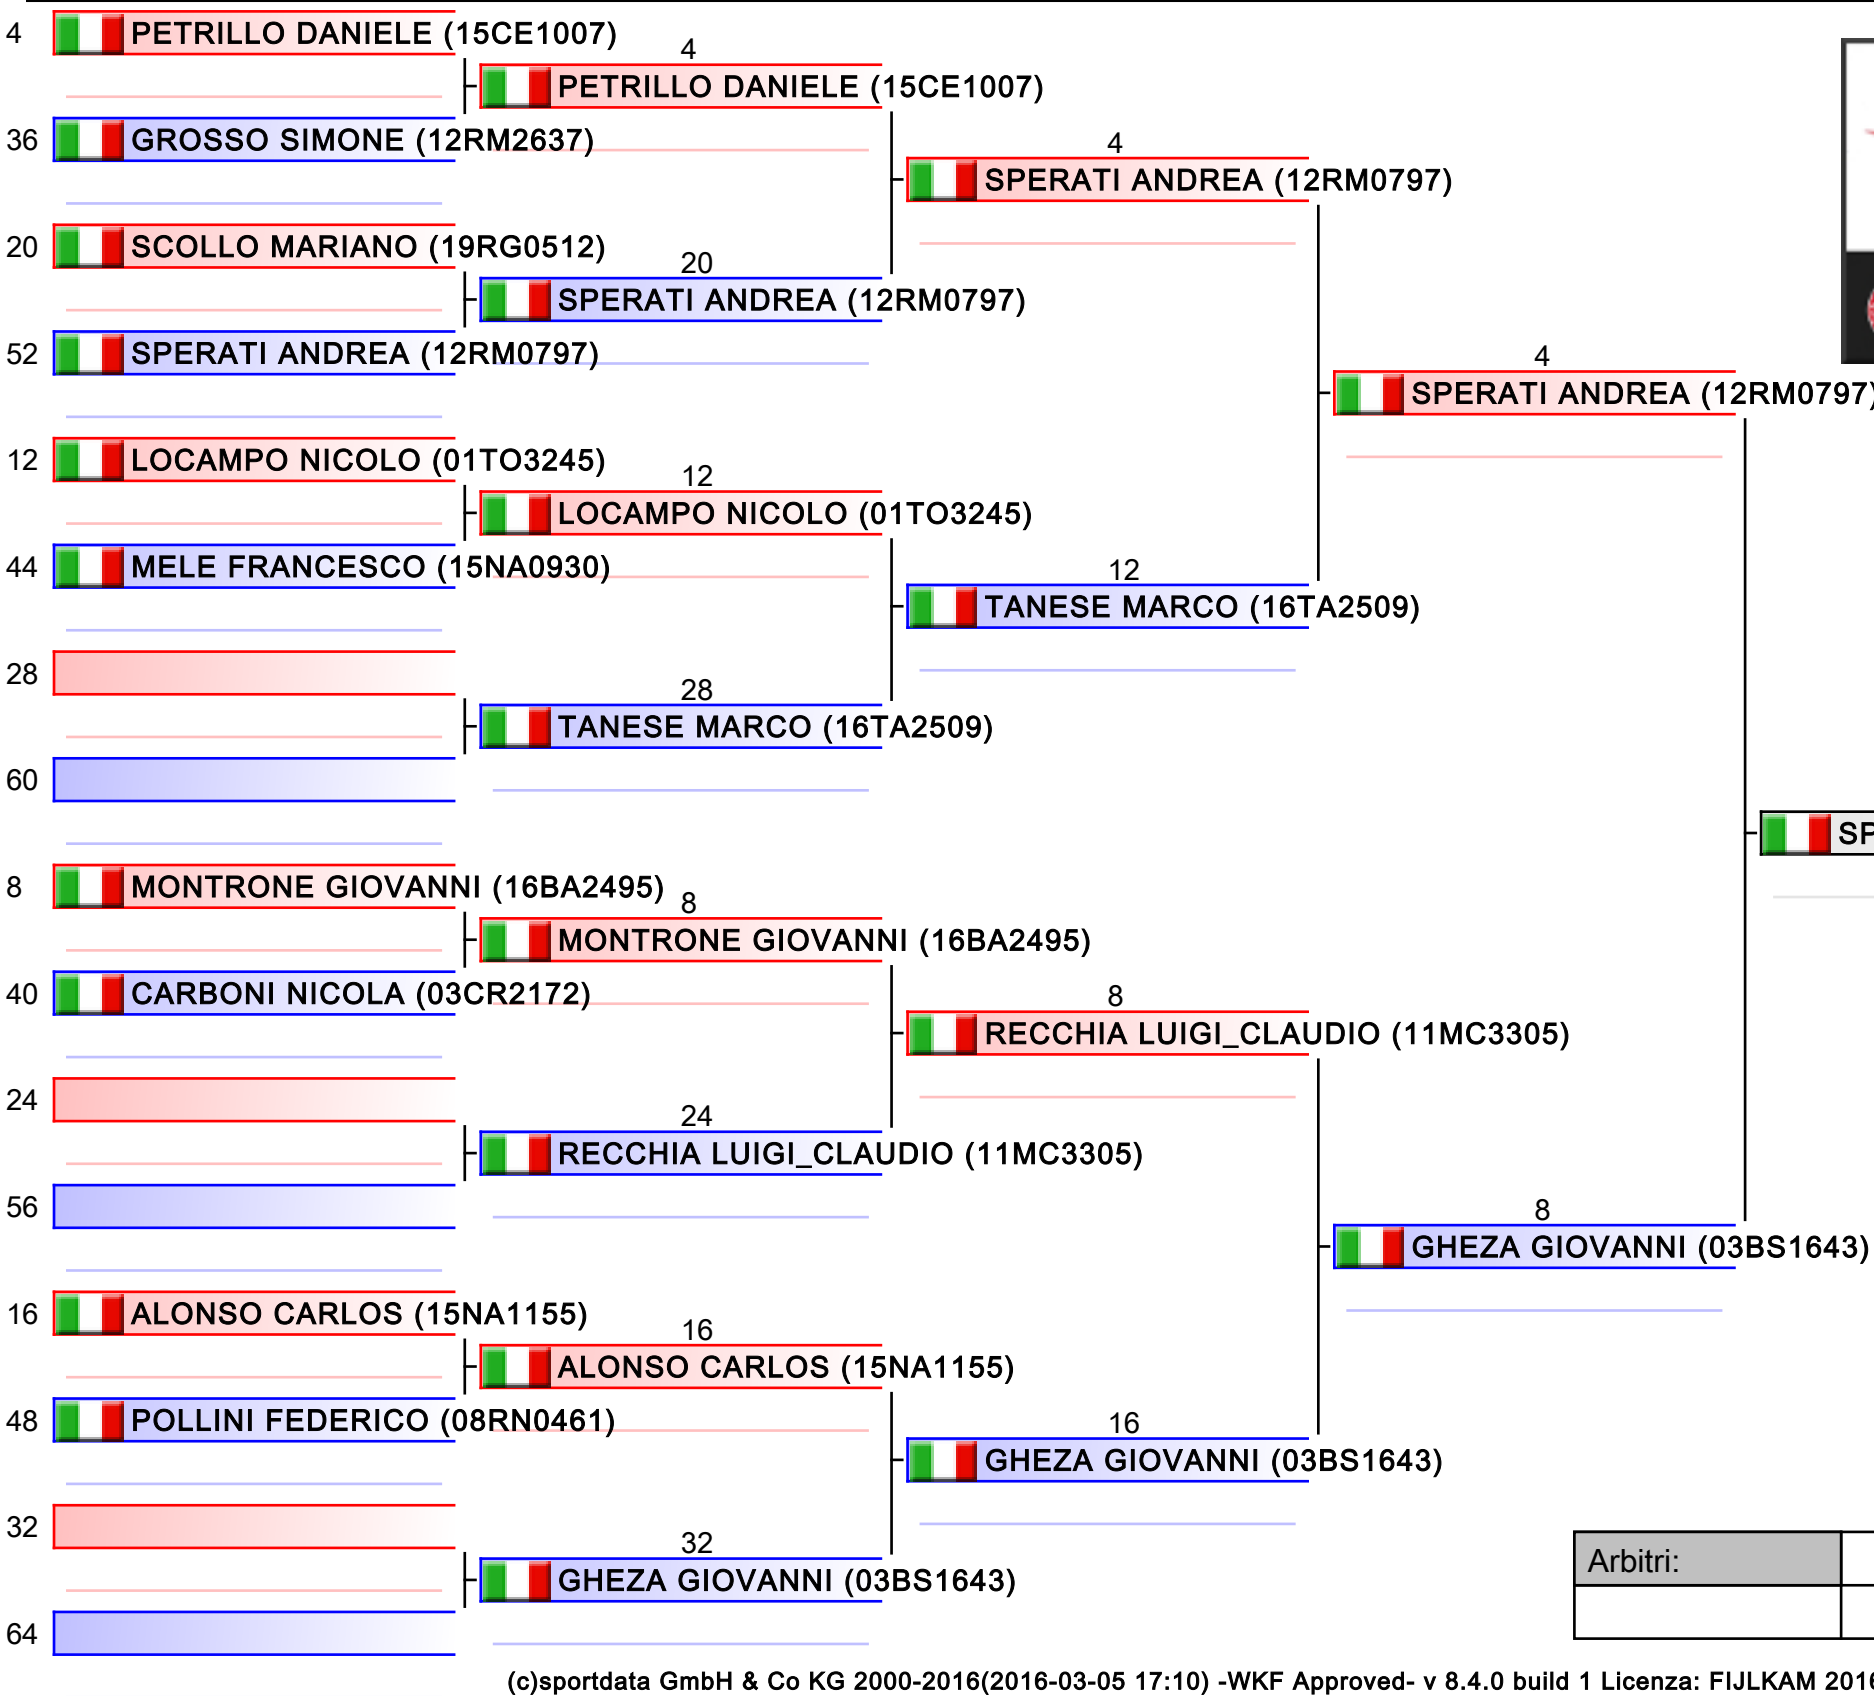 4 PETRILLO DANIELE (15CE1007)
4
PETRILLO DANIELE (15CE1007)
36 GROSSO SIMONE (12RM2637)
4
SPERATI ANDREA (12RM0797)
20 SCOLLO MARIANO (19RG0512)
20
SPERATI ANDREA (12RM0797)
52 SPERATI ANDREA (12RM0797)
4
SPERATI ANDREA (12RM0797)
12 LOCAMPO NICOLO (01TO3245)
12
LOCAMPO NICOLO (01TO3245)
44 MELE FRANCESCO (15NA0930)
12
TANESE MARCO (16TA2509)
28
28
TANESE MARCO (16TA2509)
60
SP
8 MONTRONE GIOVANNI (16BA2495)
8
MONTRONE GIOVANNI (16BA2495)
40 CARBONI NICOLA (03CR2172)
8
RECCHIA LUIGI_CLAUDIO (11MC3305)
24
24
RECCHIA LUIGI_CLAUDIO (11MC3305)
56
8
GHEZA GIOVANNI (03BS1643)
16 ALONSO CARLOS (15NA1155)
16
ALONSO CARLOS (15NA1155)
48 POLLINI FEDERICO (08RN0461)
16
GHEZA GIOVANNI (03BS1643)
32
32
GHEZA GIOVANNI (03BS1643)
Arbitri:
64
(c)sportdata GmbH & Co KG 2000-2016(2016-03-05 17:10) -WKF Approved- v 8.4.0 build 1 Licenza: FIJLKAM 2016